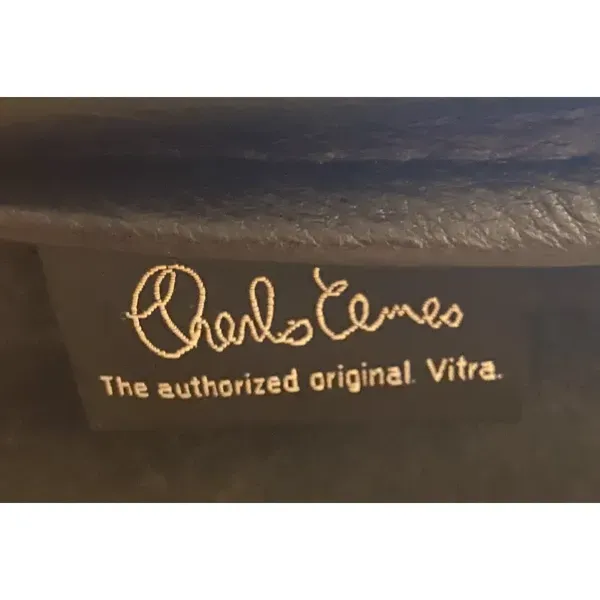 Charles Eames
The authorized original. Vitra.